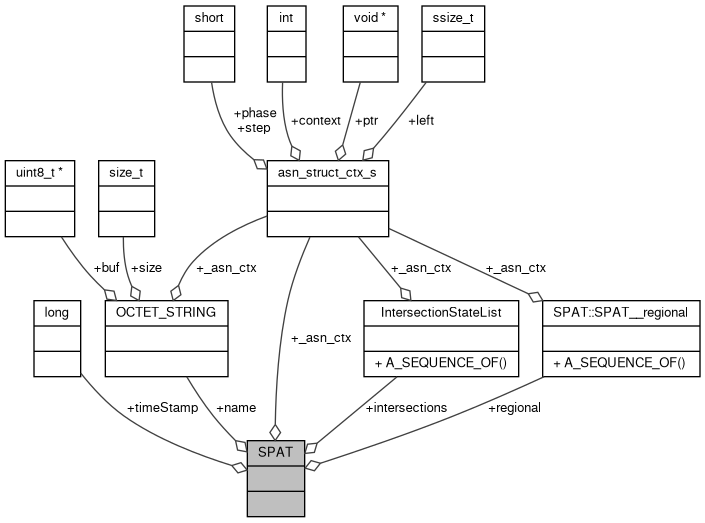 short
int
void *
ssize_t
+phase
+step
+context
+ptr
+left
uint8_t *
size_t
asn_struct_ctx_s
+buf
+size
+_asn_ctx
+_asn_ctx
+_asn_ctx
long
OCTET_STRING
IntersectionStateList
+ A_SEQUENCE_OF()
SPAT::SPAT__regional
+ A_SEQUENCE_OF()
+_asn_ctx
+timeStamp
+name
+intersections
+regional
SPAT